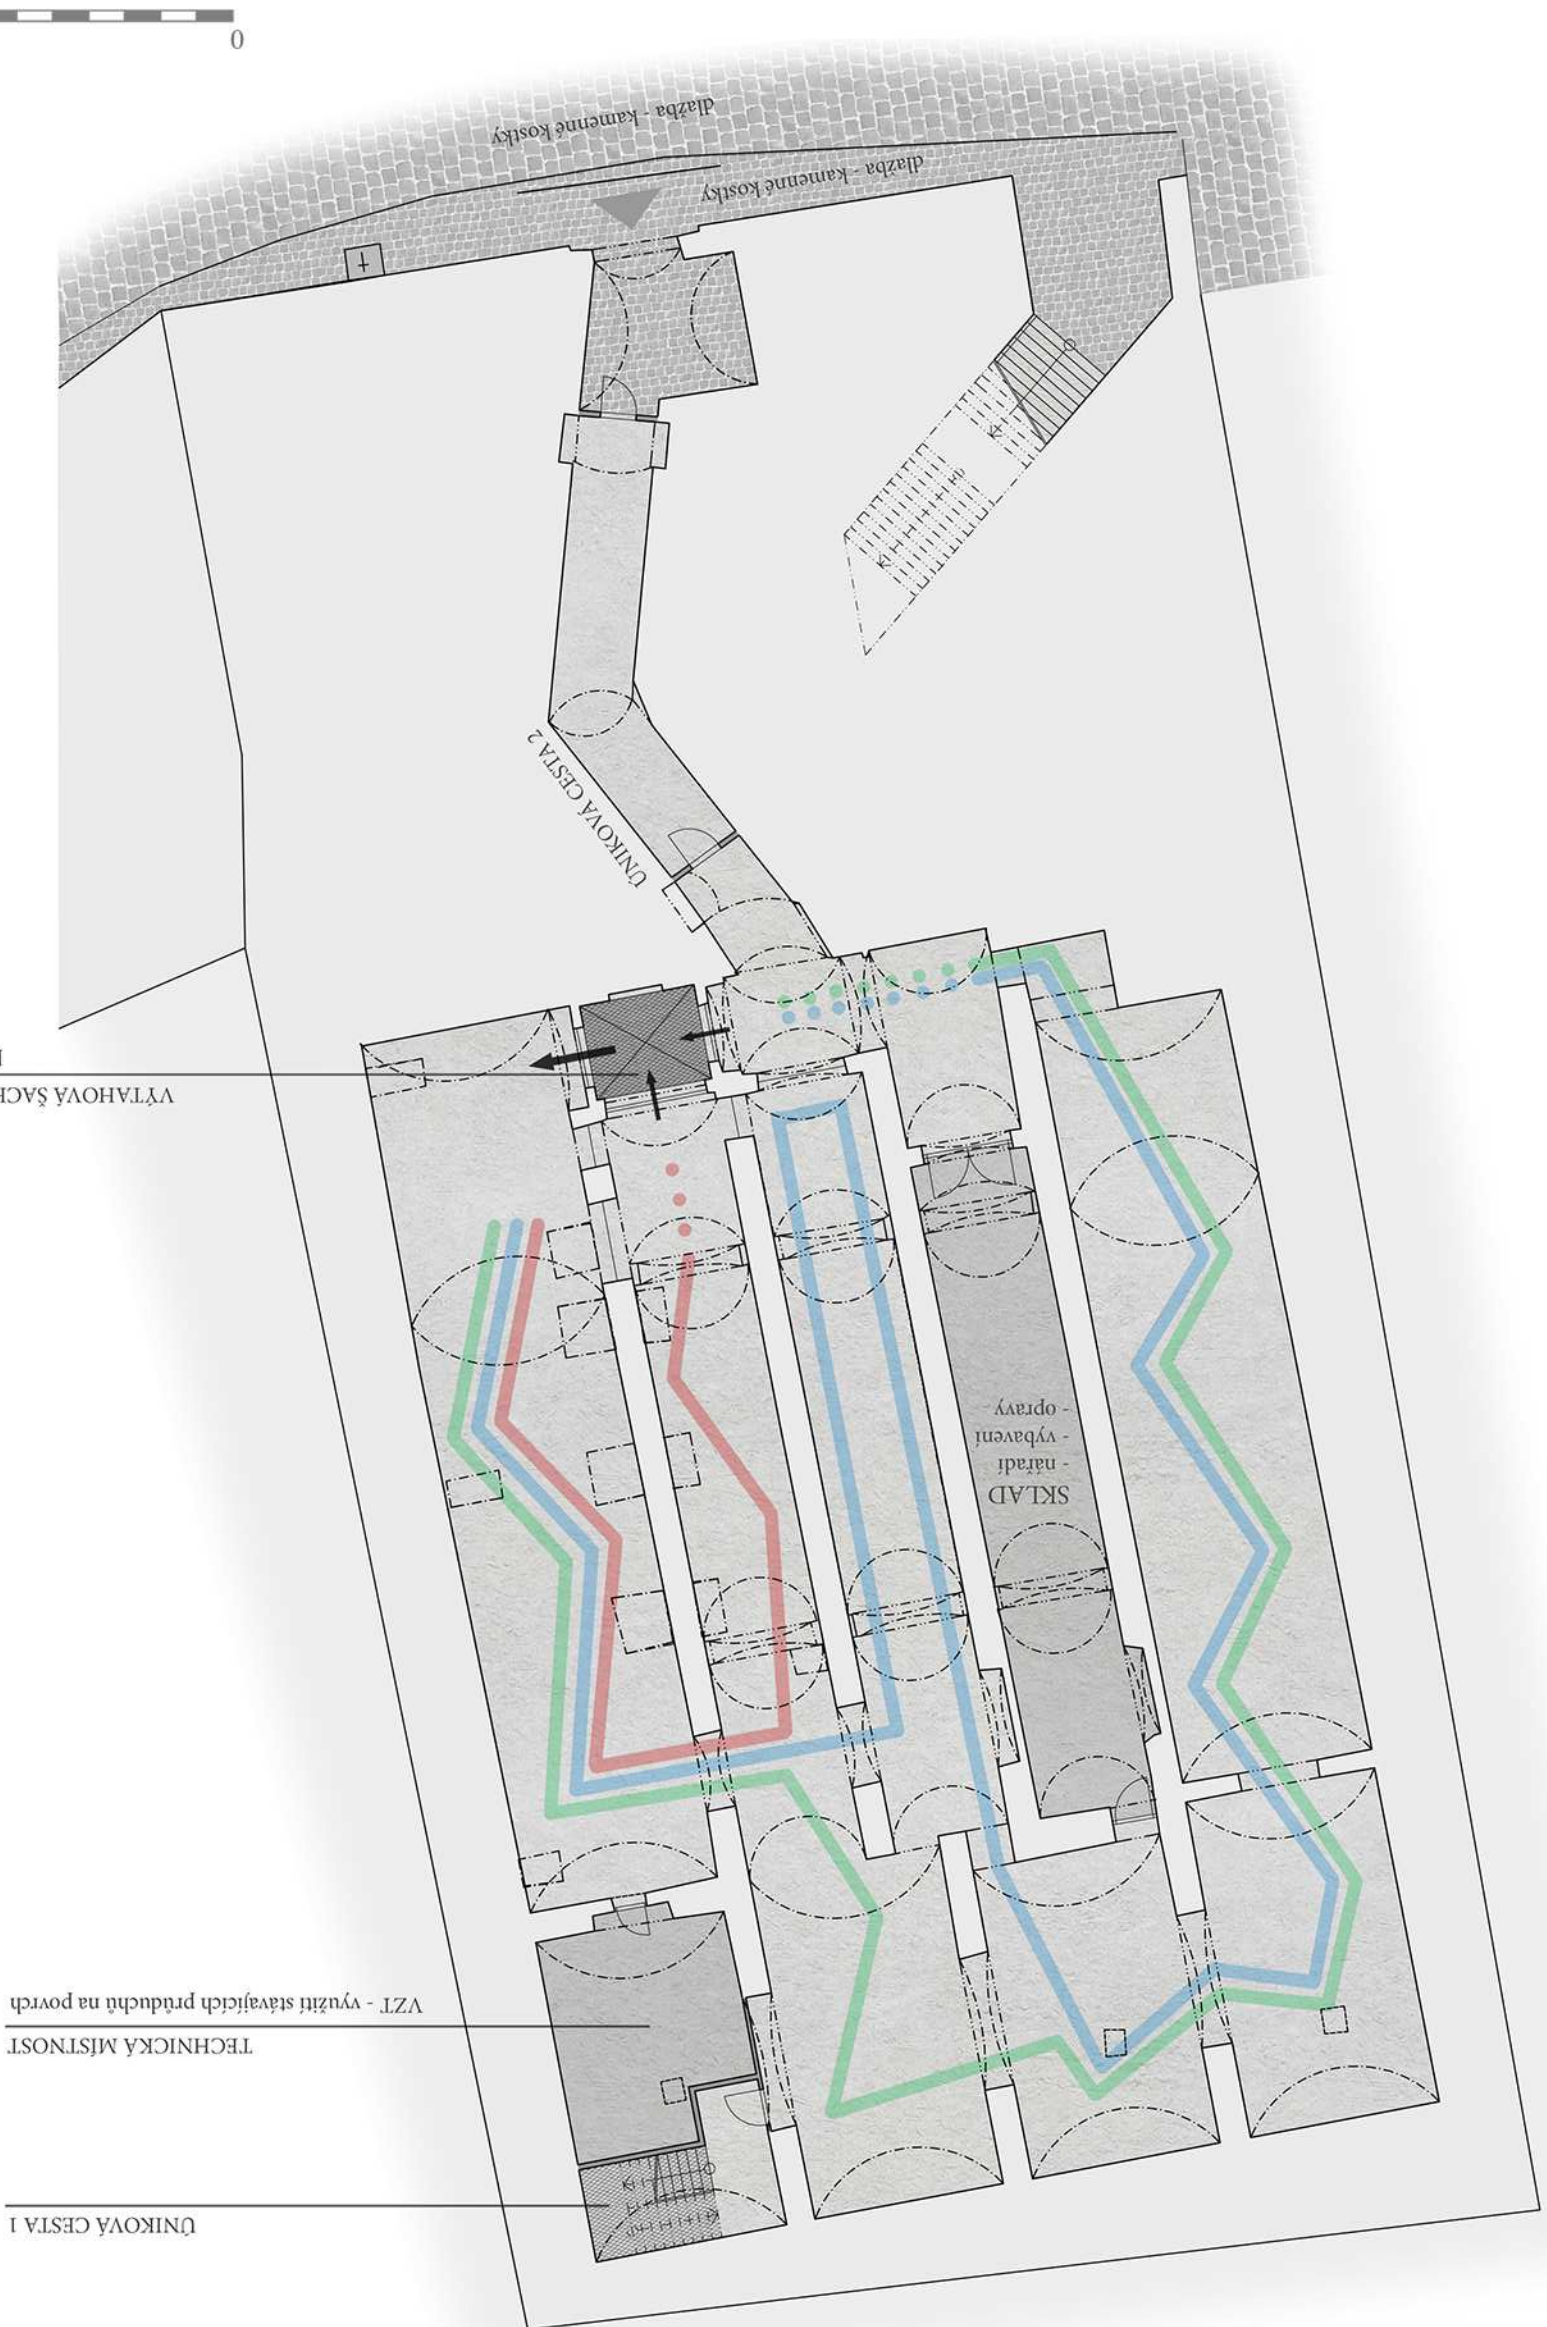 ÚNIKOVÁ CESTA 1
TECHNICKÁ MÍSTNOST
VZT - využití stávajících průduchů na povrch
SKLAD
- nářadí
- vybavení
- opravy
VÝTAHOVÁ ŠACH
ÚNIKOVÁ CESTA 2
dlažba - kamenné kostky
dlažba - kamenné kostky
0